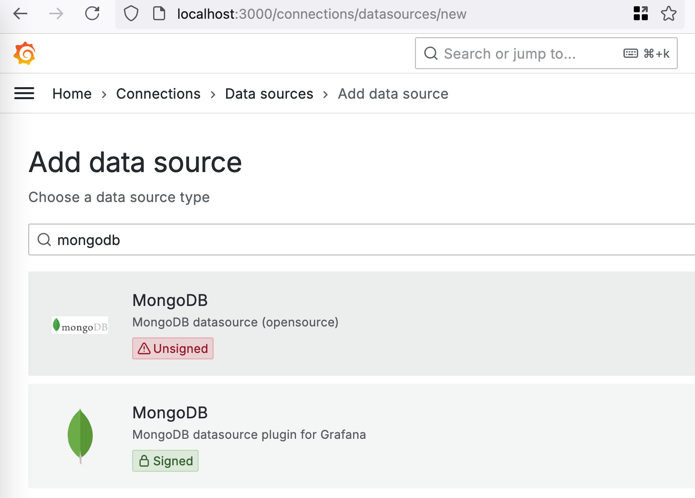 localhost:3000/connections/datasources/new
Search or jump to... ⌘+k
Home › Connections › Data sources › Add data source
Add data source
Choose a data source type
mongodb
MongoDB
MongoDB datasource (opensource)
mongoDB
Unsigned
MongoDB
MongoDB datasource plugin for Grafana
Signed